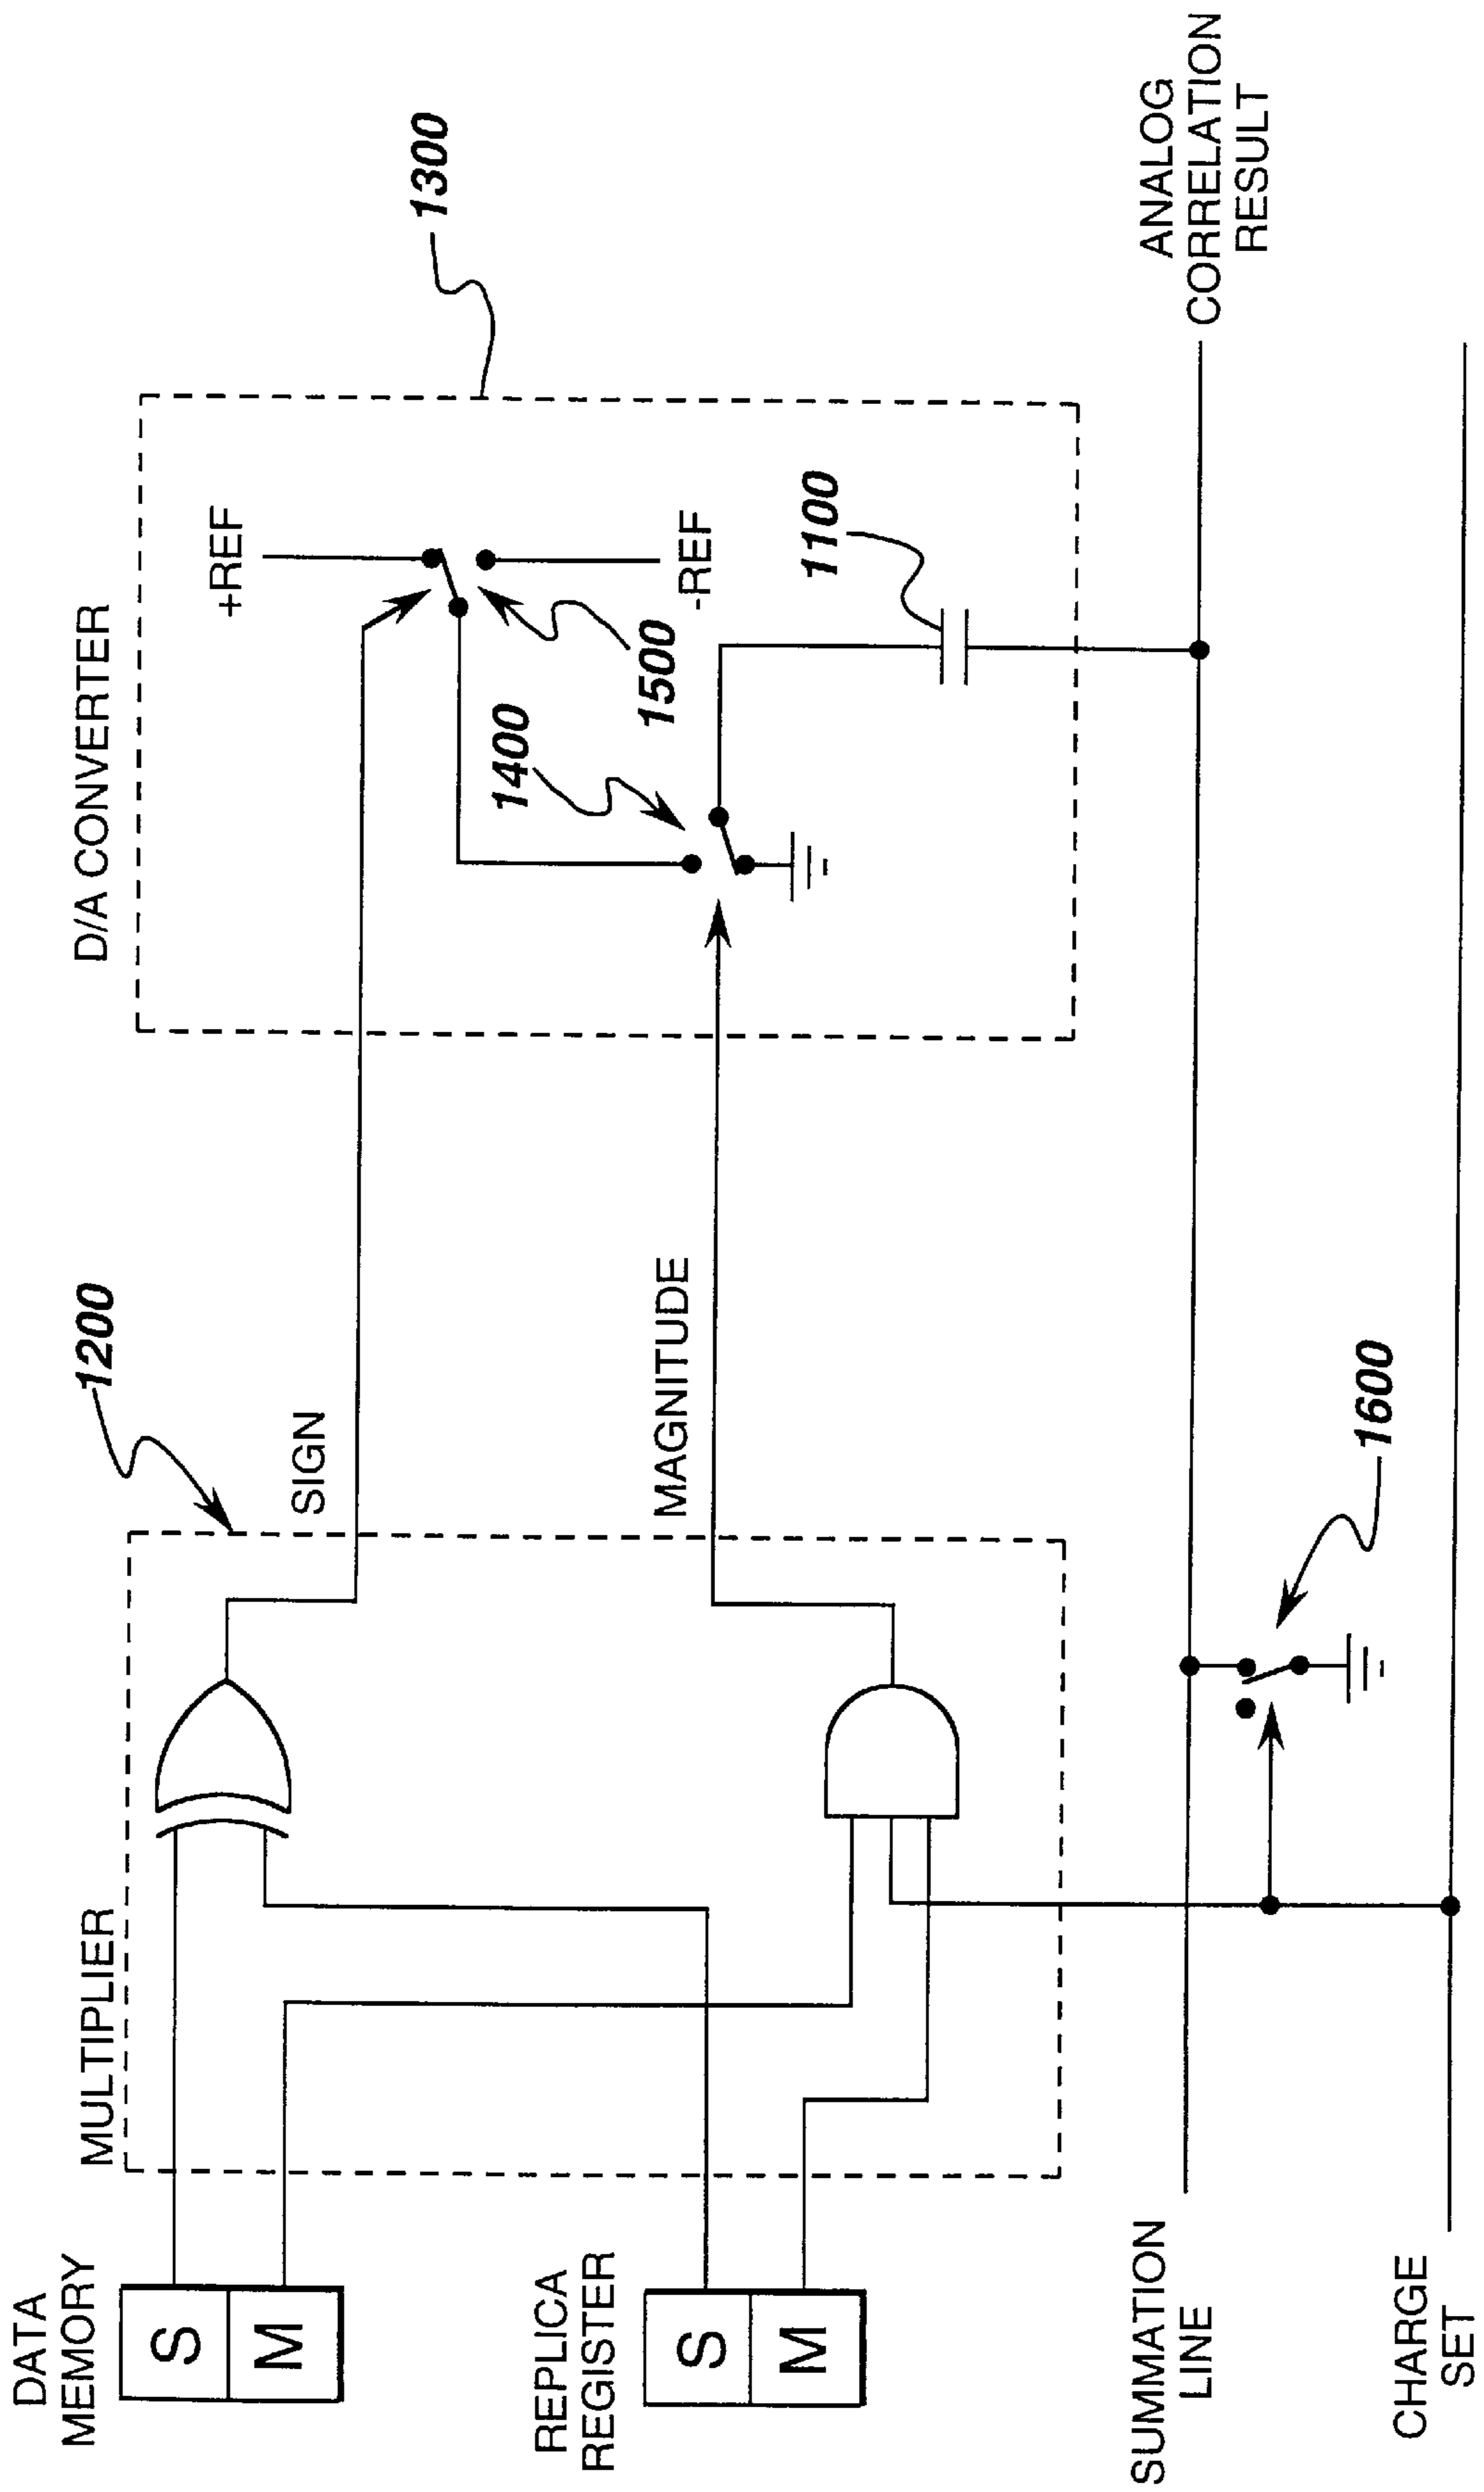 DATA
MEMORY
S
M
REPLICA
REGISTER
S
M
SUMMATION
LINE
CHARGE
SET
MULTIPLIER
1200
SIGN
MAGNITUDE
1600
D/A CONVERTER
+REF
-REF
1500
1400
1100
1300
ANALOG
CORRELATION
RESULT